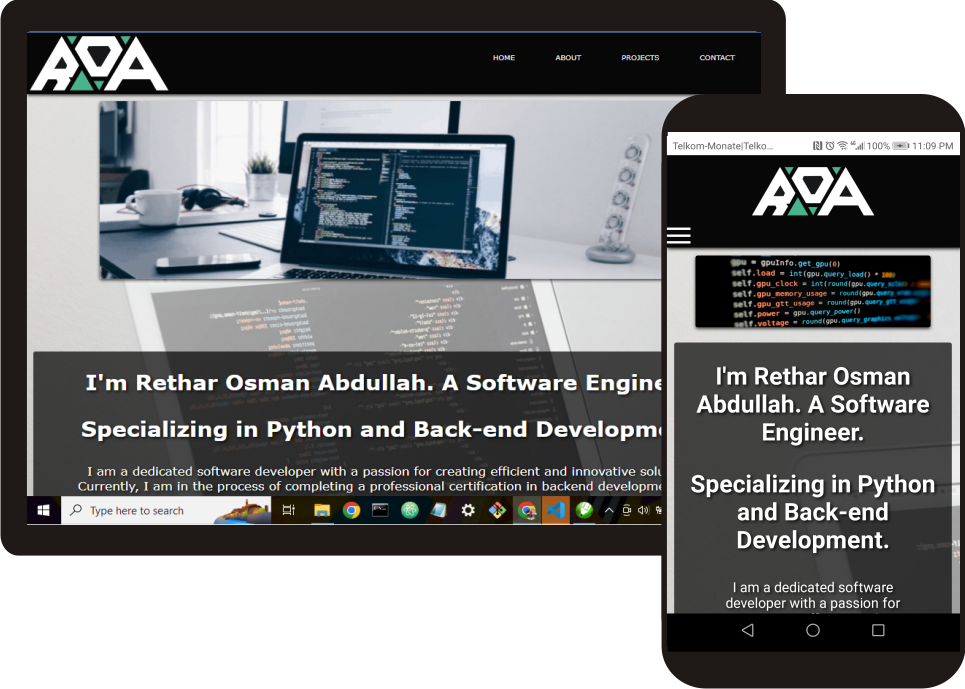 ROA
HOME ABOUT PROJECTS CONTACT
I'm Rethar Osman Abdullah. A Software Engine
Specializing in Python and Back-end Developme
I am a dedicated software developer with a passion for creating efficient and innovative solu
Currently, I am in the process of completing a professional certification in backend developme
Type here to search
Telkom-Monate|Telko...
100%
11:09 PM
ROA
gpu = gpuInfo.get_gpu(0)
self.load = int(gpu.query_load() * 100)
self.gpu_clock = int(round(gpu.query_
self.gpu_memory_usage = round(gpu.query_
self.gpu_gtt_usage = round(gpu.query_gtt
self.power = gpu.query_power()
self.voltage = round(gpu.query_graphics
I'm Rethar Osman
Abdullah. A Software
Engineer.
Specializing in Python
and Back-end
Development.
I am a dedicated software
developer with a passion for